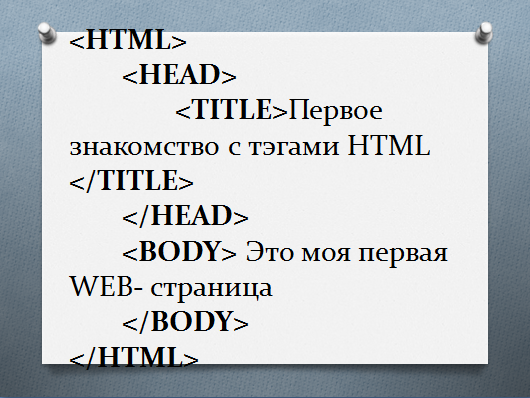 <HTML>
<HEAD>
<TITLE>Первое
знакомство с тэгами HTML
</TITLE>
</HEAD>
<BODY> Это моя первая
WEB- страница
</BODY>
</HTML>